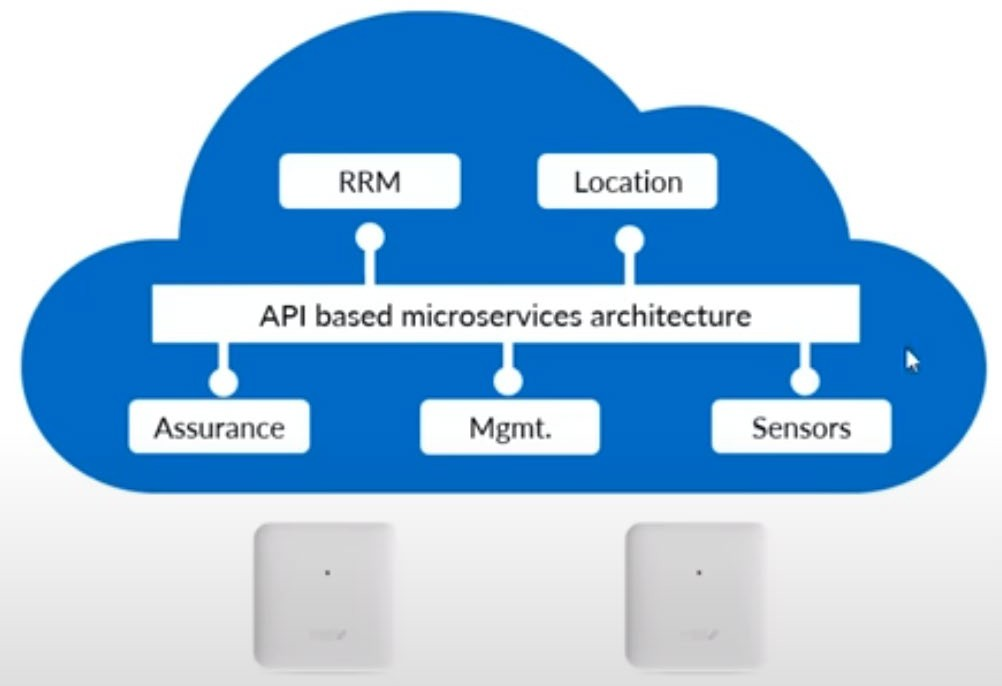 RRM
Location
API based microservices architecture
Assurance
Mgmt.
Sensors